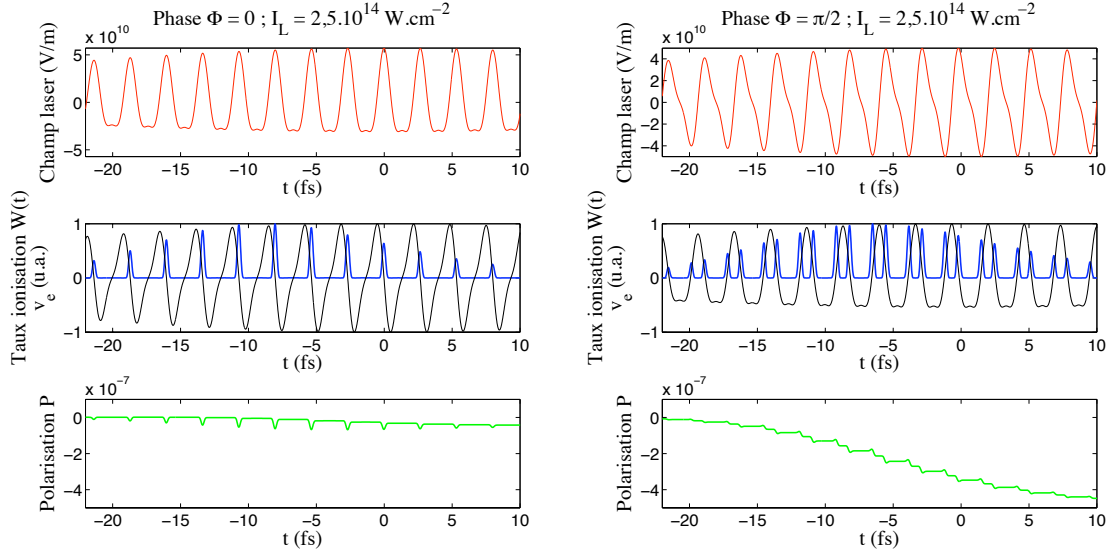 Phase Φ = 0 ; I_L = 2,5.10^14 W.cm^−2
x 10^10
Champ laser (V/m)
5
0
−5
−20 −15 −10 −5 0 5 10
t (fs)
Taux ionisation W(t)
v_e (u.a.)
1
0
−1
−20 −15 −10 −5 0 5 10
t (fs)
x 10^−7
Polarisation P
0
−2
−4
−20 −15 −10 −5 0 5 10
t (fs)
Phase Φ = π/2 ; I_L = 2,5.10^14 W.cm^−2
x 10^10
Champ laser (V/m)
4
2
0
−2
−4
−20 −15 −10 −5 0 5 10
t (fs)
Taux ionisation W(t)
v_e (u.a.)
1
0
−1
−20 −15 −10 −5 0 5 10
t (fs)
x 10^−7
Polarisation P
0
−2
−4
−20 −15 −10 −5 0 5 10
t (fs)